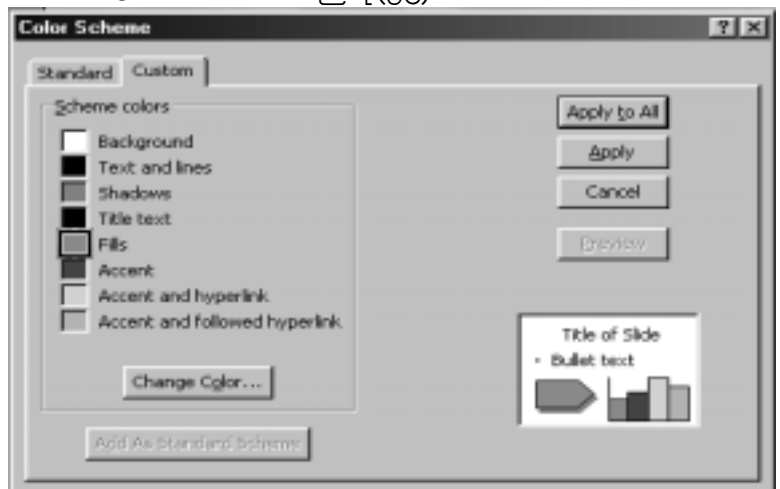 Color Scheme
Standard Custom
Scheme colors
Background
Text and lines
Shadows
Title text
Fills
Accent
Accent and hyperlink
Accent and followed hyperlink
Change Color...
Add As Standard Scheme
Apply to All
Apply
Cancel
Preview
Title of Slide
• Bullet text